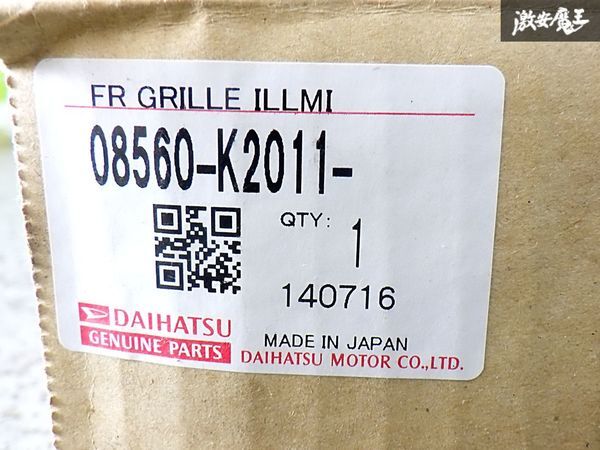 激安魔王
FR GRILLE ILLMI
08560-K2011-
QTY: 1
140716
DAIHATSU
GENUINE PARTS
MADE IN JAPAN
DAIHATSU MOTOR CO.,LTD.